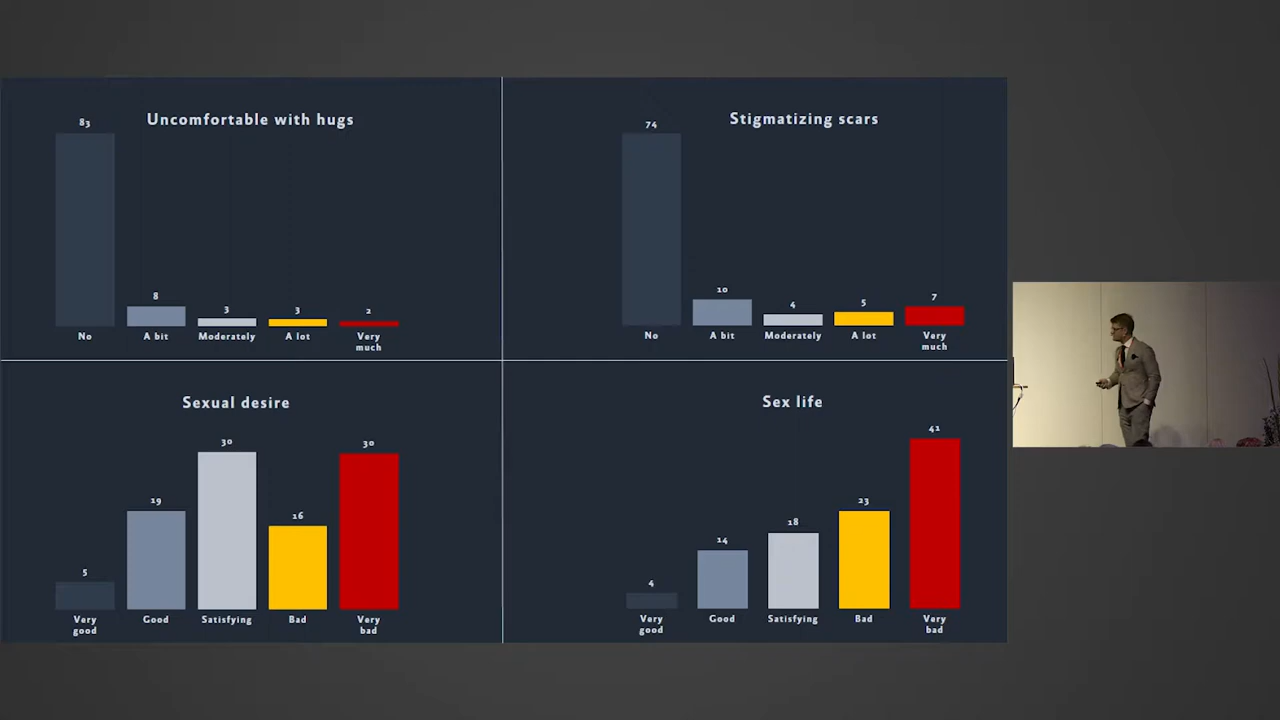 Uncomfortable with hugs
83
8
3
3
2
No
A bit
Moderately
A lot
Very
much
Stigmatizing scars
74
10
4
5
7
No
A bit
Moderately
A lot
Very
much
Sexual desire
5
19
30
16
30
Very
good
Good
Satisfying
Bad
Very
bad
Sex life
4
14
18
23
41
Very
good
Good
Satisfying
Bad
Very
bad